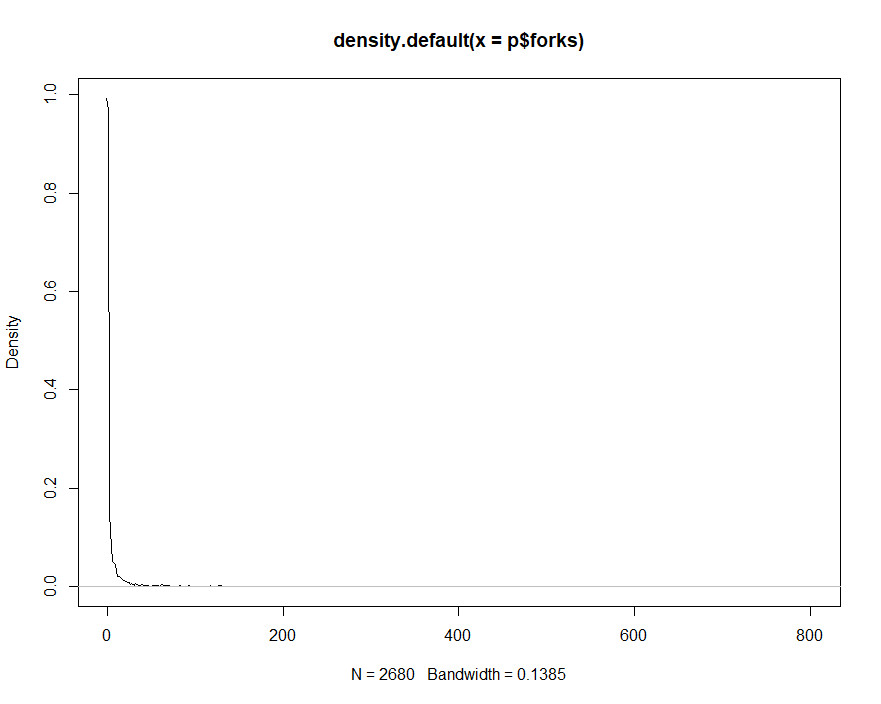 density.default(x = p$forks)
Density
1.0
0.8
0.6
0.4
0.2
0.0
0 200 400 600 800
N = 2680 Bandwidth = 0.1385